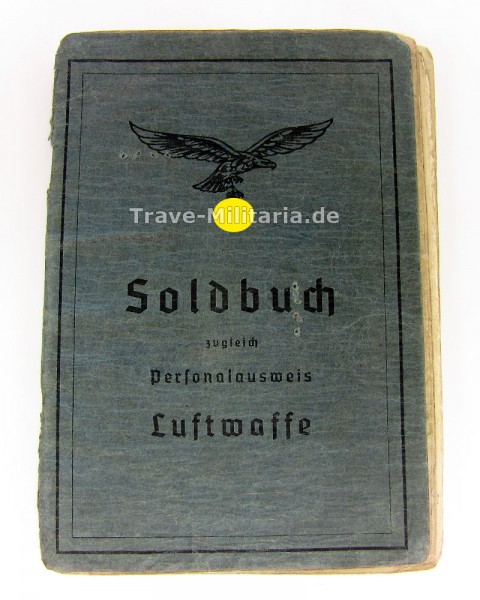 Trave-Militaria.de
Soldbuch
zugleich
Personalausweis
Luftwaffe